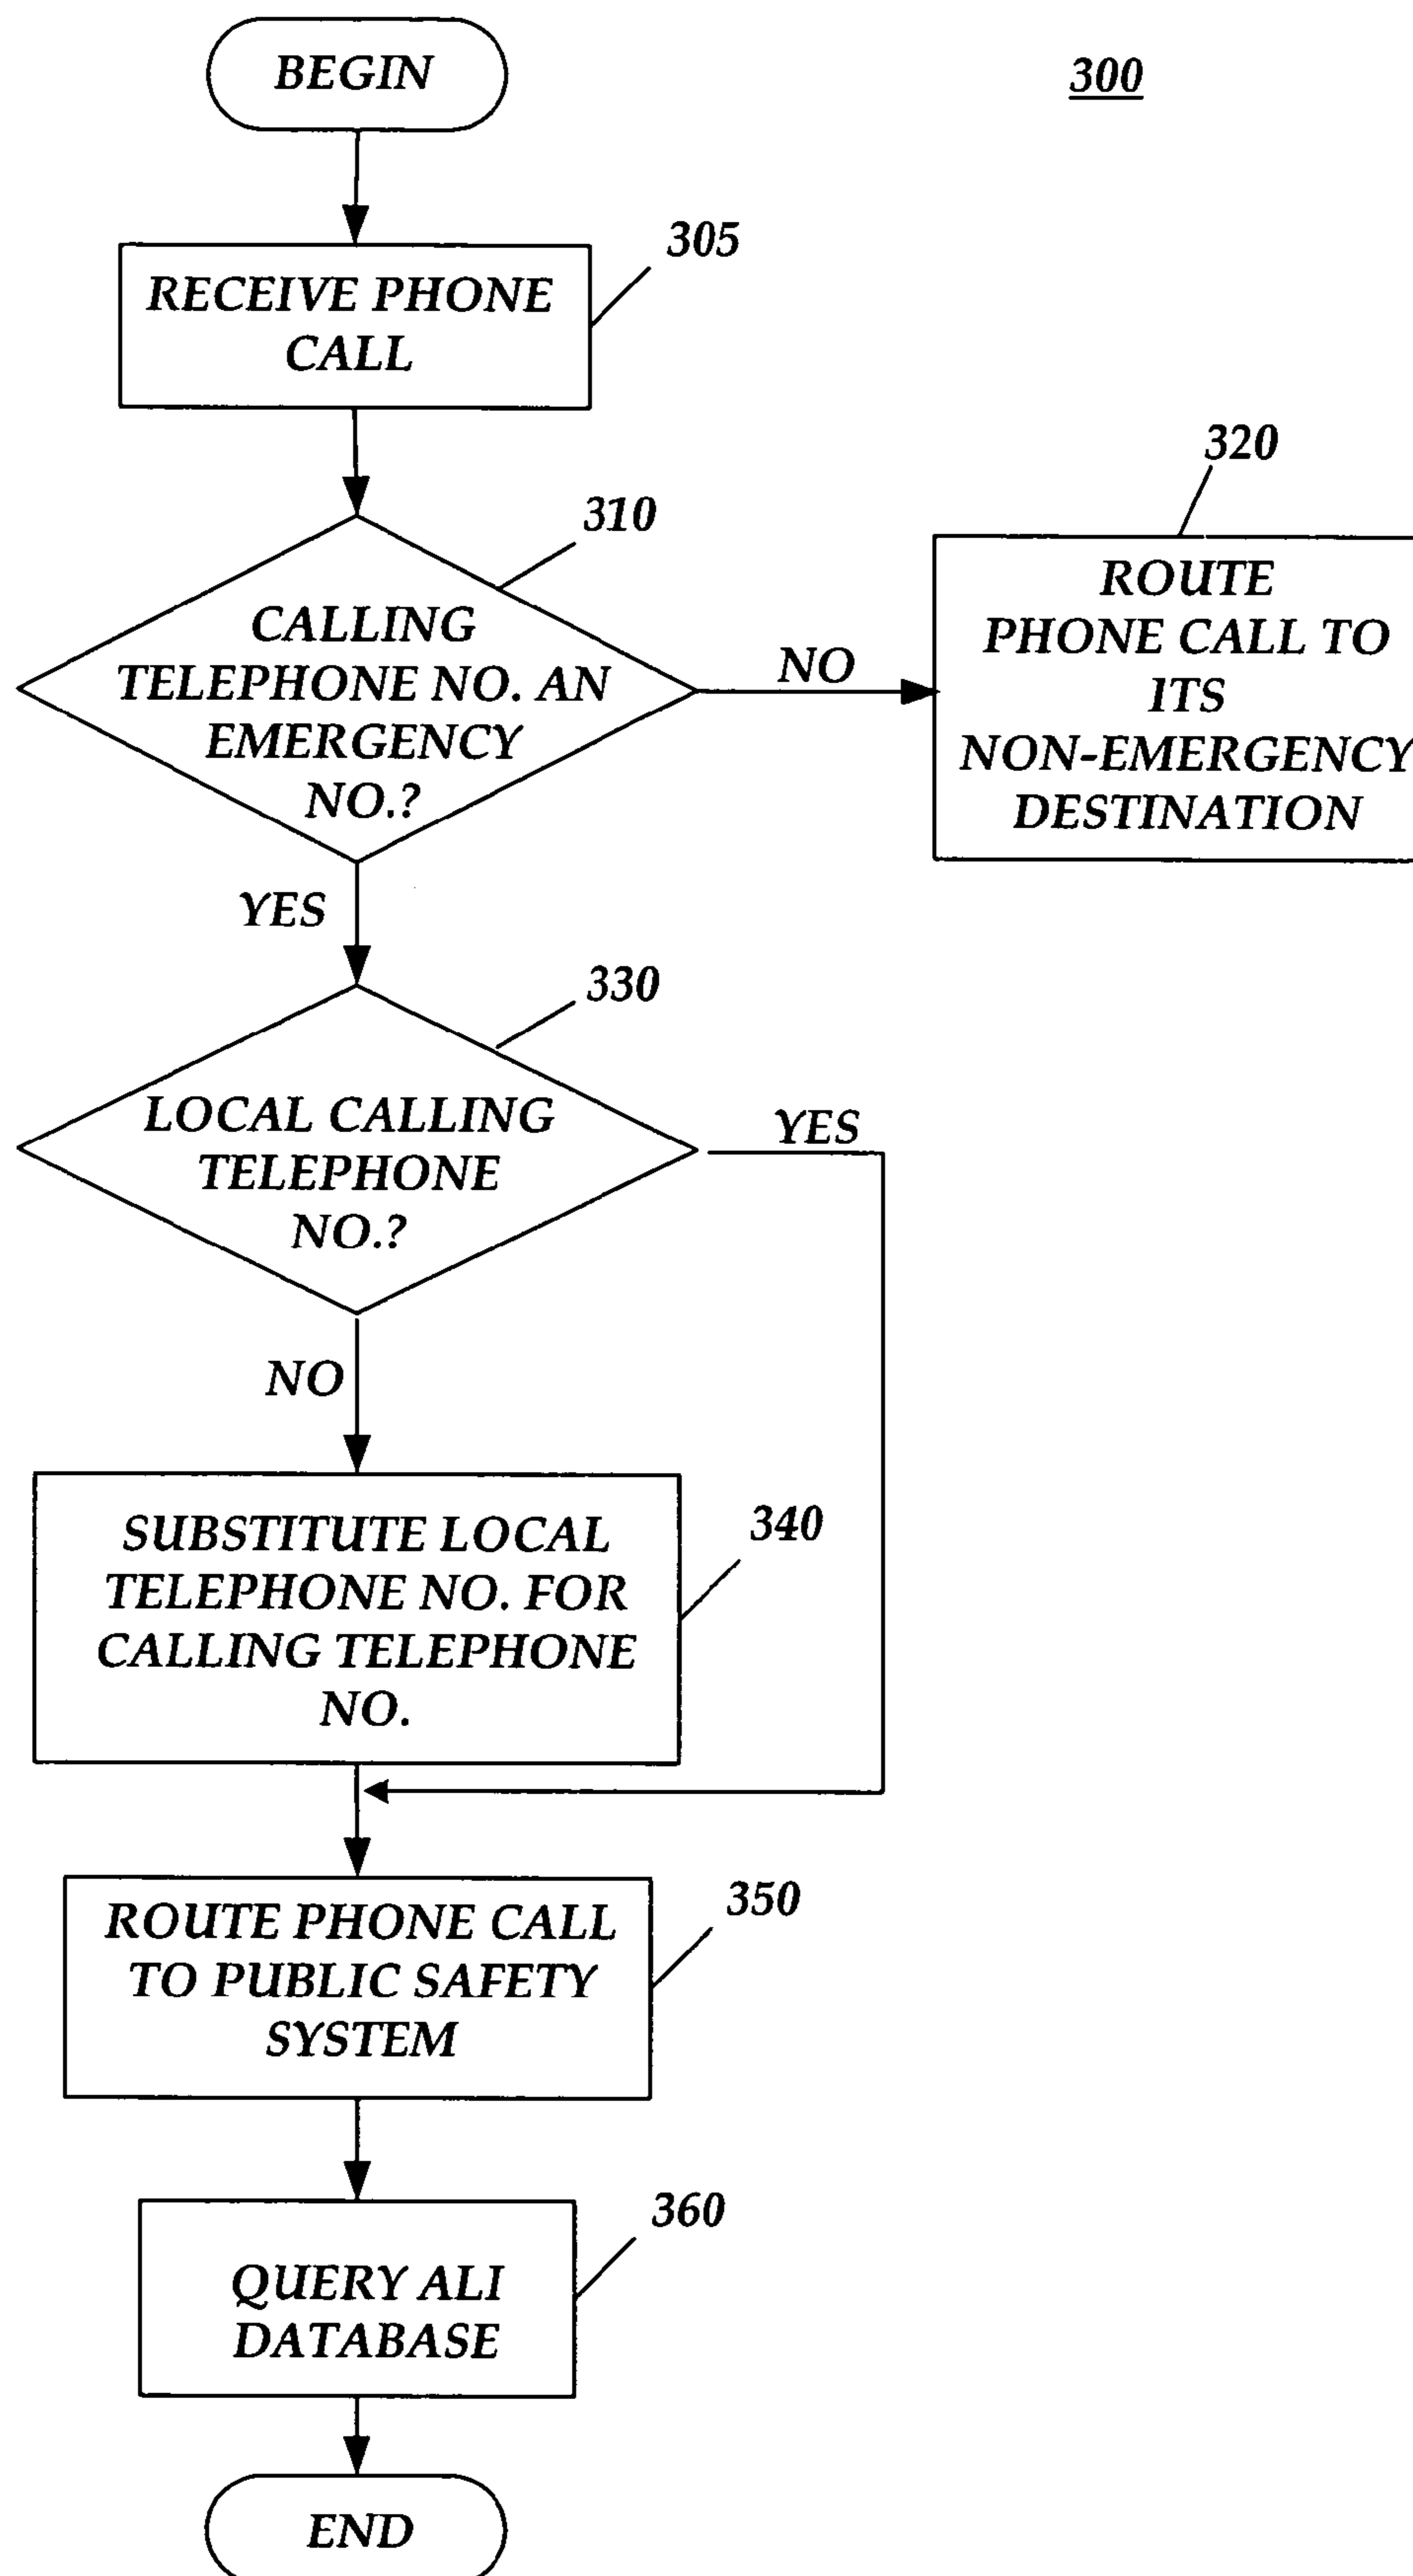 BEGIN
300
305
RECEIVE PHONE
CALL
310
320
CALLING
TELEPHONE NO. AN
EMERGENCY
NO.?
NO
ROUTE
PHONE CALL TO
ITS
NON-EMERGENCY
DESTINATION
YES
330
LOCAL CALLING
TELEPHONE
NO.?
YES
NO
340
SUBSTITUTE LOCAL
TELEPHONE NO. FOR
CALLING TELEPHONE
NO.
350
ROUTE PHONE CALL
TO PUBLIC SAFETY
SYSTEM
360
QUERY ALI
DATABASE
END